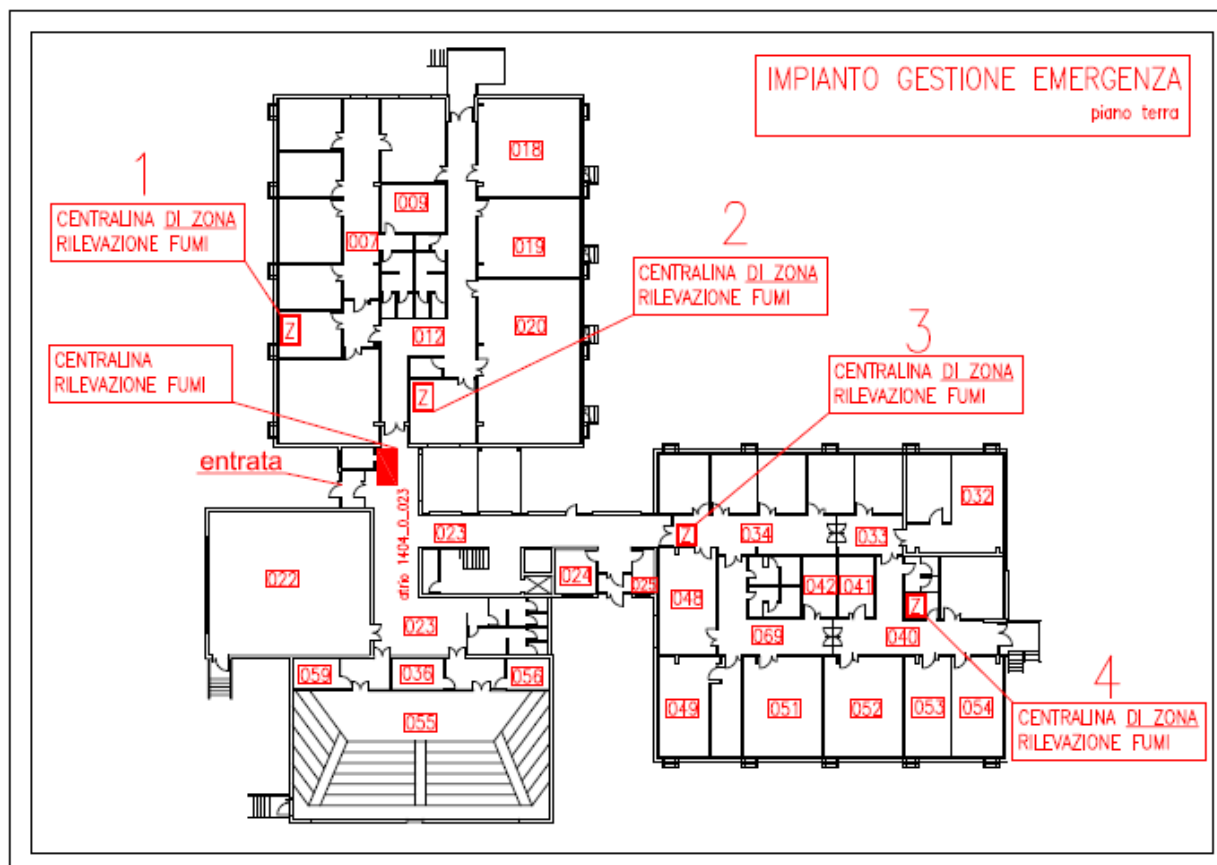 IMPIANTO GESTIONE EMERGENZA
piano terra
1
CENTRALINA DI ZONA
RILEVAZIONE FUMI
CENTRALINA
RILEVAZIONE FUMI
entrata
2
CENTRALINA DI ZONA
RILEVAZIONE FUMI
3
CENTRALINA DI ZONA
RILEVAZIONE FUMI
4
CENTRALINA DI ZONA
RILEVAZIONE FUMI
018
009
007
019
012
020
Z
Z
atrio 1404_0_023
022
023
023
024
025
Z
034
033
032
048
042
041
Z
069
040
059
036
056
055
049
051
052
053
054